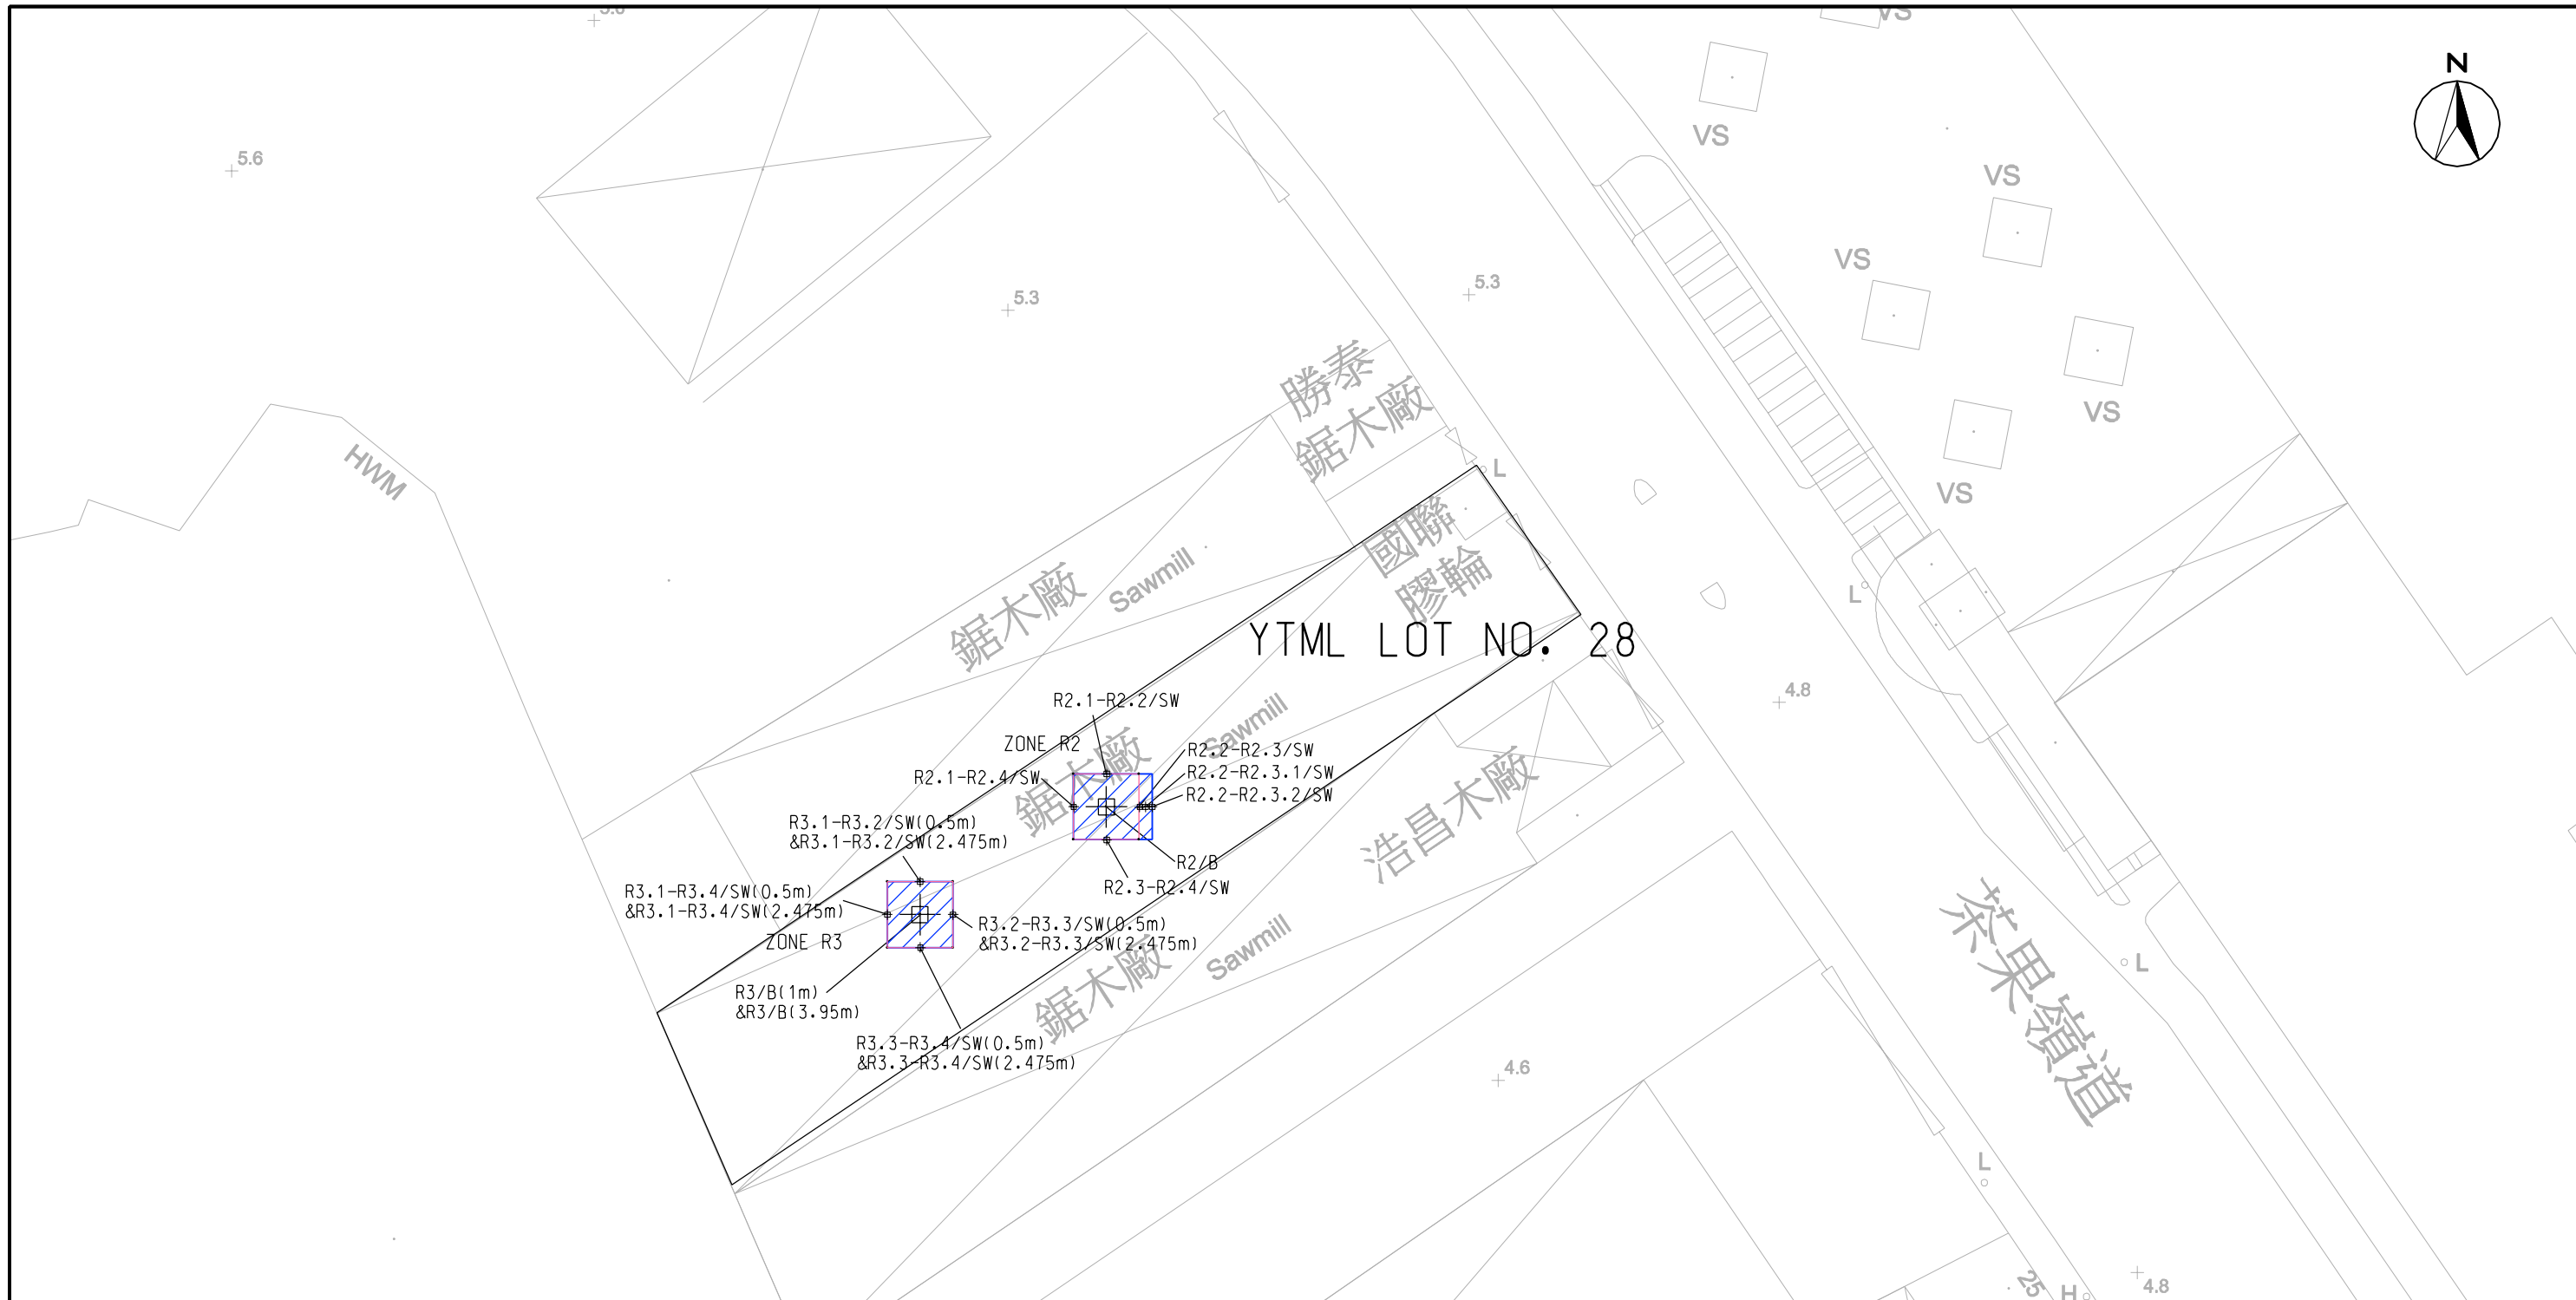 N
VS
VS
VS
VS
VS
VS
5.6
5.3
5.3
HWM
勝泰
鋸木廠
L
國聯
膠輪
鋸木廠 Sawmill
YTML LOT NO. 28
L
4.8
R2.1-R2.2/SW
ZONE R2
鋸木廠 Sawmill
R2.1-R2.4/SW
R2.2-R2.3/SW
R2.2-R2.3.1/SW
R2.2-R2.3.2/SW
浩昌木廠
R3.1-R3.2/SW(0.5m)
&R3.1-R3.2/SW(2.475m)
R2/B
R2.3-R2.4/SW
R3.1-R3.4/SW(0.5m)
&R3.1-R3.4/SW(2.475m)
R3.2-R3.3/SW(0.5m)
&R3.2-R3.3/SW(2.475m)
ZONE R3
鋸木廠 Sawmill
R3/B(1m)
&R3/B(3.95m)
R3.3-R3.4/SW(0.5m)
&R3.3-R3.4/SW(2.475m)
茶果嶺道
L
4.6
L
25
H
4.8